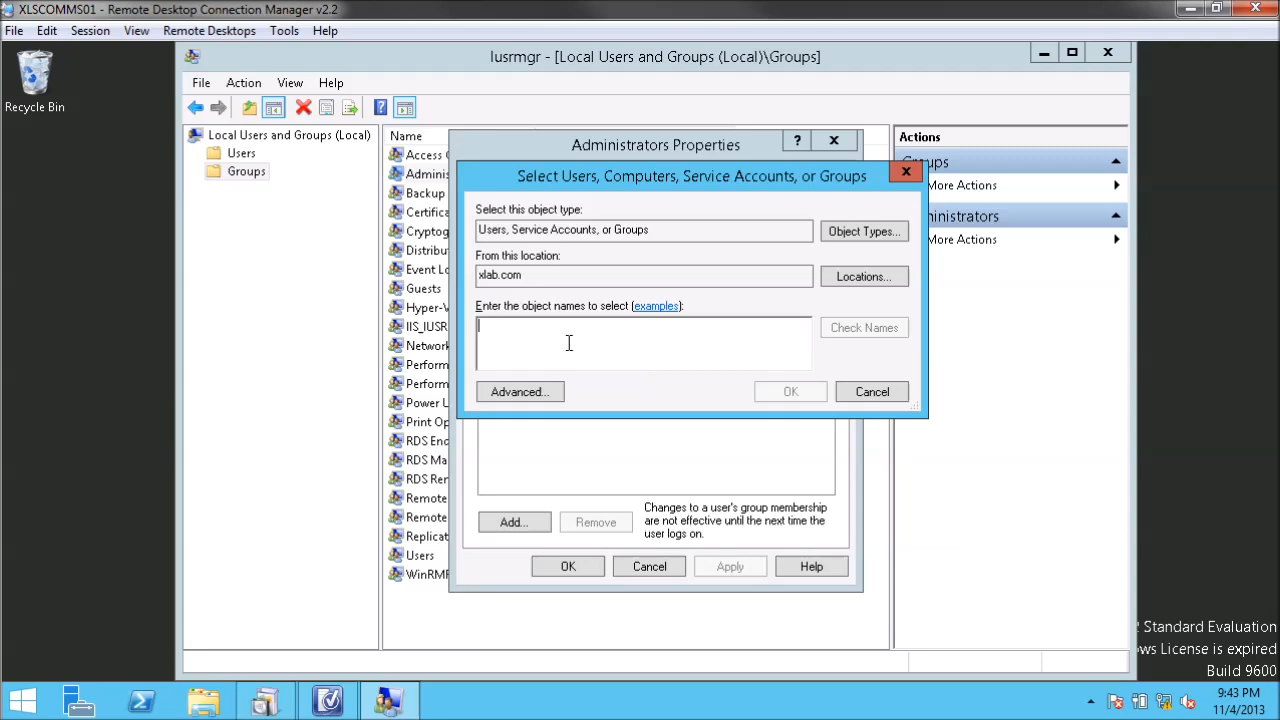 XLSCOMMS01 - Remote Desktop Connection Manager v2.2
File Edit Session View Remote Desktops Tools Help
Recycle Bin
lusrmgr - [Local Users and Groups (Local)\Groups]
File Action View Help
Local Users and Groups (Local)
Users
Groups
Name
Access
Adminis
Backup
Certifica
Cryptog
Distribut
Event Lo
Guests
Hyper-V
IIS_IUSR
Network
Perform
Perform
Power U
Print Op
RDS End
RDS Ma
RDS Rem
Remote
Remote
Replicat
Users
WinRMR
Administrators Properties
Select Users, Computers, Service Accounts, or Groups
Select this object type:
Users, Service Accounts, or Groups
Object Types...
From this location:
xlab.com
Locations...
Enter the object names to select (examples):
Check Names
Advanced...
OK
Cancel
Add...
Remove
Changes to a user's group membership
are not effective until the next time the
user logs on.
OK
Cancel
Apply
Help
Actions
Groups
More Actions
ministrators
More Actions
2 Standard Evaluation
ws License is expired
Build 9600
9:43 PM
11/4/2013